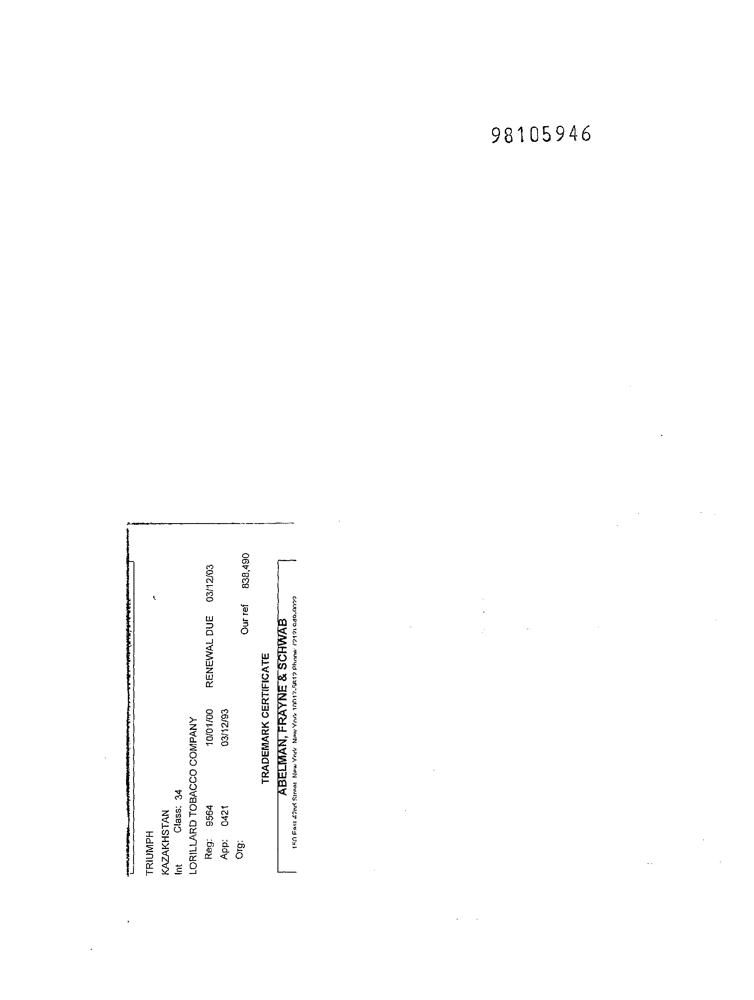 98105946
TRIUMPH
KAZAKHSTAN
Int Class: 34
LORILLARD TOBACCO COMPANY
Reg: 9564 10/01/00 RENEWAL DUE 03/12/03
App: 0421 03/12/93
Org: Our ref 838,490
TRADEMARK CERTIFICATE
ABELMAN, FRAYNE & SCHWAB
150 East 42nd Street New York New York 10017-5612 Phone (212)